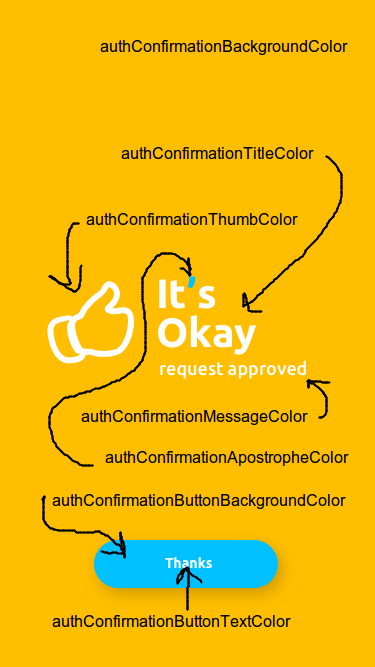 authConfirmationBackgroundColor
authConfirmationTitleColor
authConfirmationThumbColor
It's
Okay
request approved
authConfirmationMessageColor
authConfirmationApostropheColor
authConfirmationButtonBackgroundColor
Thanks
authConfirmationButtonTextColor